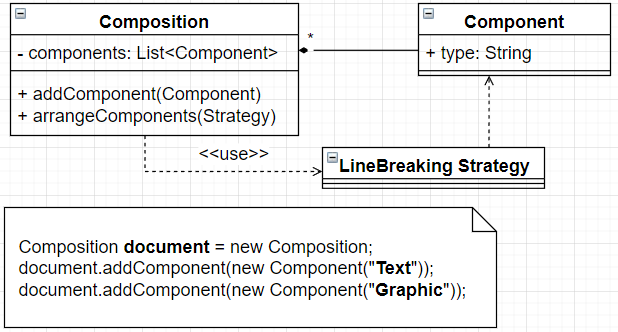 Composition
- components: List<Component>
+ addComponent(Component)
+ arrangeComponents(Strategy)
*
Component
+ type: String
<<use>>
LineBreaking Strategy
Composition document = new Composition;
document.addComponent(new Component("Text"));
document.addComponent(new Component("Graphic"));